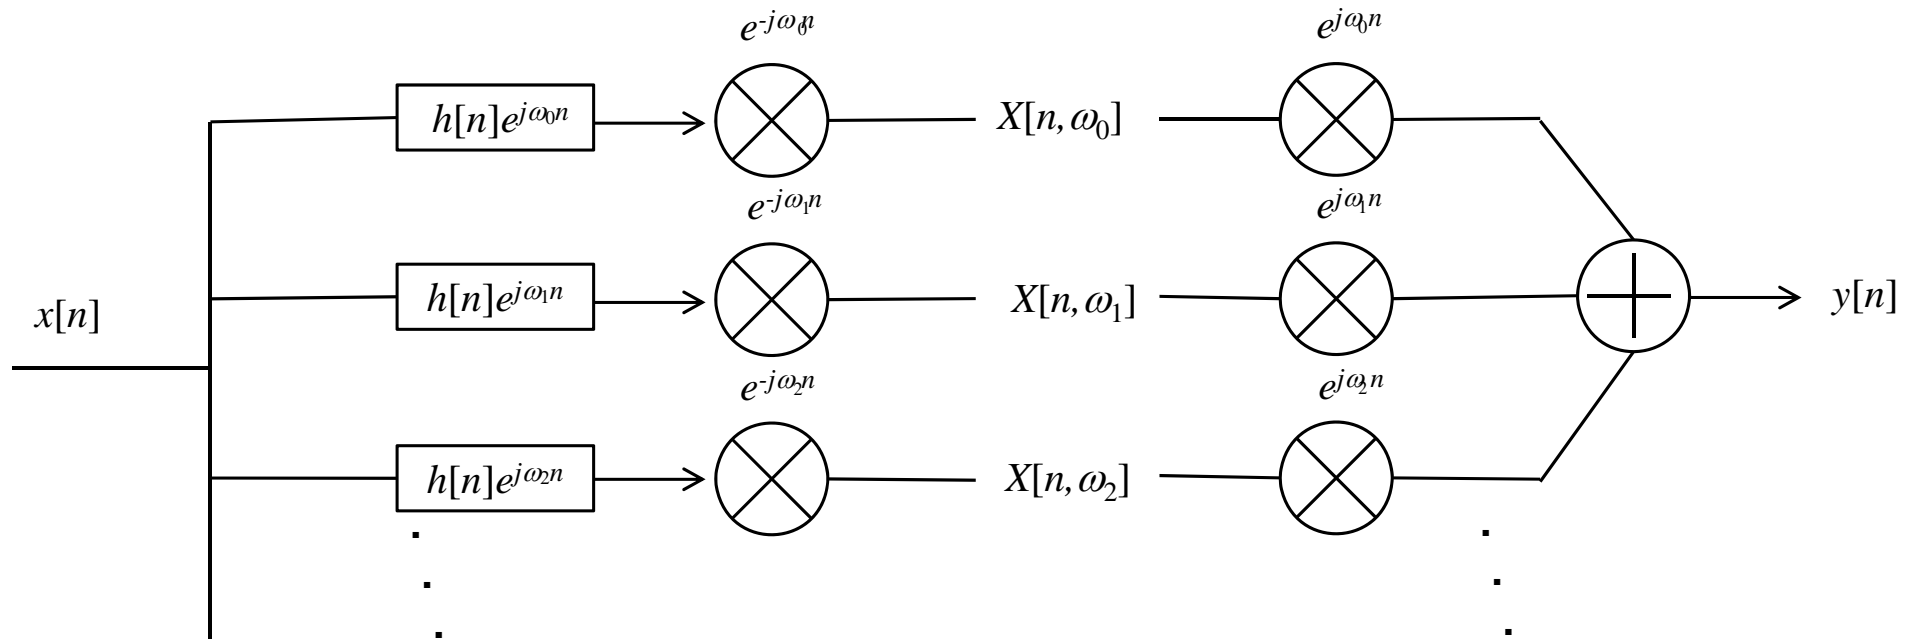 e^{-jω_0n} e^{jω_0n}
h[n]e^{jω_0n} X[n,ω_0]
e^{-jω_1n} e^{jω_1n}
x[n] h[n]e^{jω_1n} X[n,ω_1] y[n]
e^{-jω_2n} e^{jω_2n}
h[n]e^{jω_2n} X[n,ω_2]